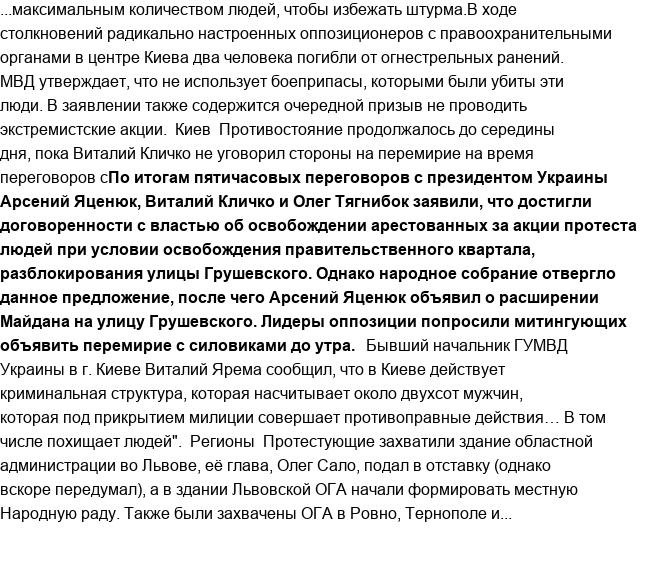 ...максимальным количеством людей, чтобы избежать штурма.В ходе
столкновений радикально настроенных оппозиционеров с правоохранительными
органами в центре Киева два человека погибли от огнестрельных ранений.
МВД утверждает, что не использует боеприпасы, которыми были убиты эти
люди. В заявлении также содержится очередной призыв не проводить
экстремистские акции.  Киев  Противостояние продолжалось до середины
дня, пока Виталий Кличко не уговорил стороны на перемирие на время
переговоров сПо итогам пятичасовых переговоров с президентом Украины
Арсений Яценюк, Виталий Кличко и Олег Тягнибок заявили, что достигли
договоренности с властью об освобождении арестованных за акции протеста
людей при условии освобождения правительственного квартала,
разблокирования улицы Грушевского. Однако народное собрание отвергло
данное предложение, после чего Арсений Яценюк объявил о расширении
Майдана на улицу Грушевского. Лидеры оппозиции попросили митингующих
объявить перемирие с силовиками до утра.  Бывший начальник ГУМВД
Украины в г. Киеве Виталий Ярема сообщил, что в Киеве действует
криминальная структура, которая насчитывает около двухсот мужчин,
которая под прикрытием милиции совершает противоправные действия… В том
числе похищает людей".  Регионы  Протестующие захватили здание областной
администрации во Львове, её глава, Олег Сало, подал в отставку (однако
вскоре передумал), а в здании Львовской ОГА начали формировать местную
Народную раду. Также были захвачены ОГА в Ровно, Тернополе и...